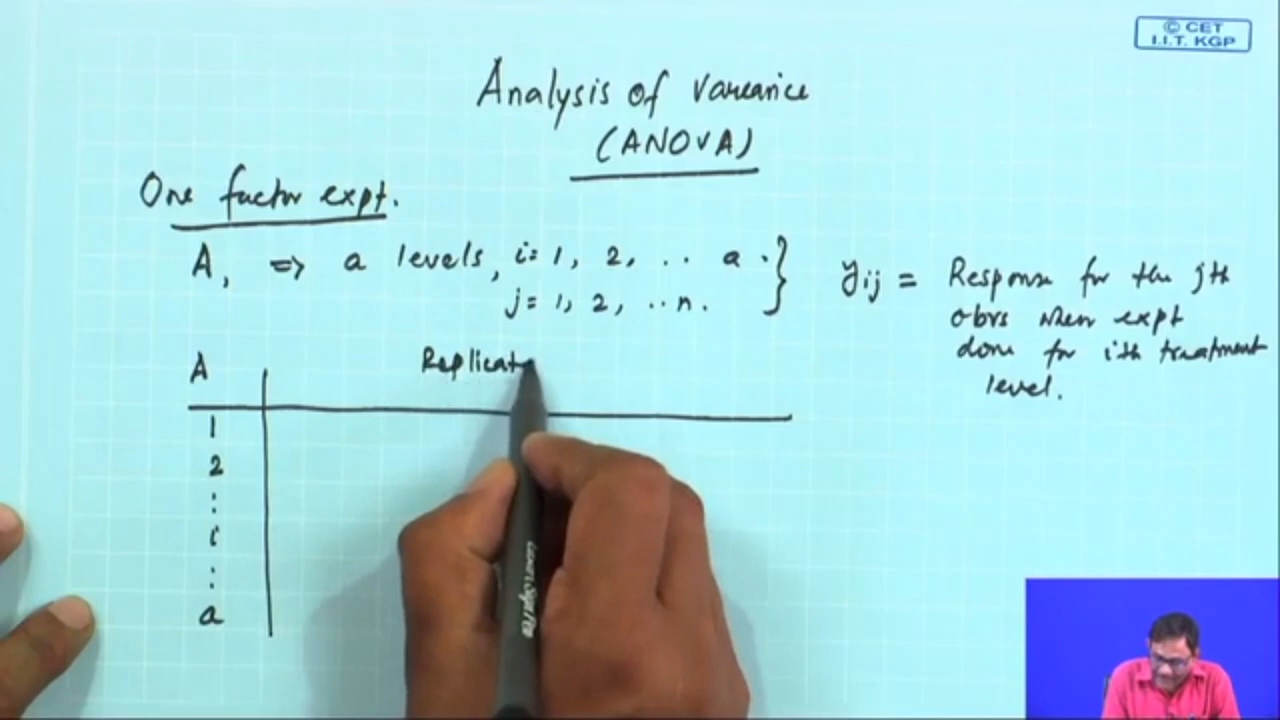 © CET
I.I.T. KGP
Analysis of Variance
(ANOVA)
One factor expt.
A, => a levels, i= 1, 2, .. a.}
j= 1, 2, ..n.
yij = Response for the jth
obvs when expt
done for ith treatment
level.
A Replicat
1
2
:
i
:
a